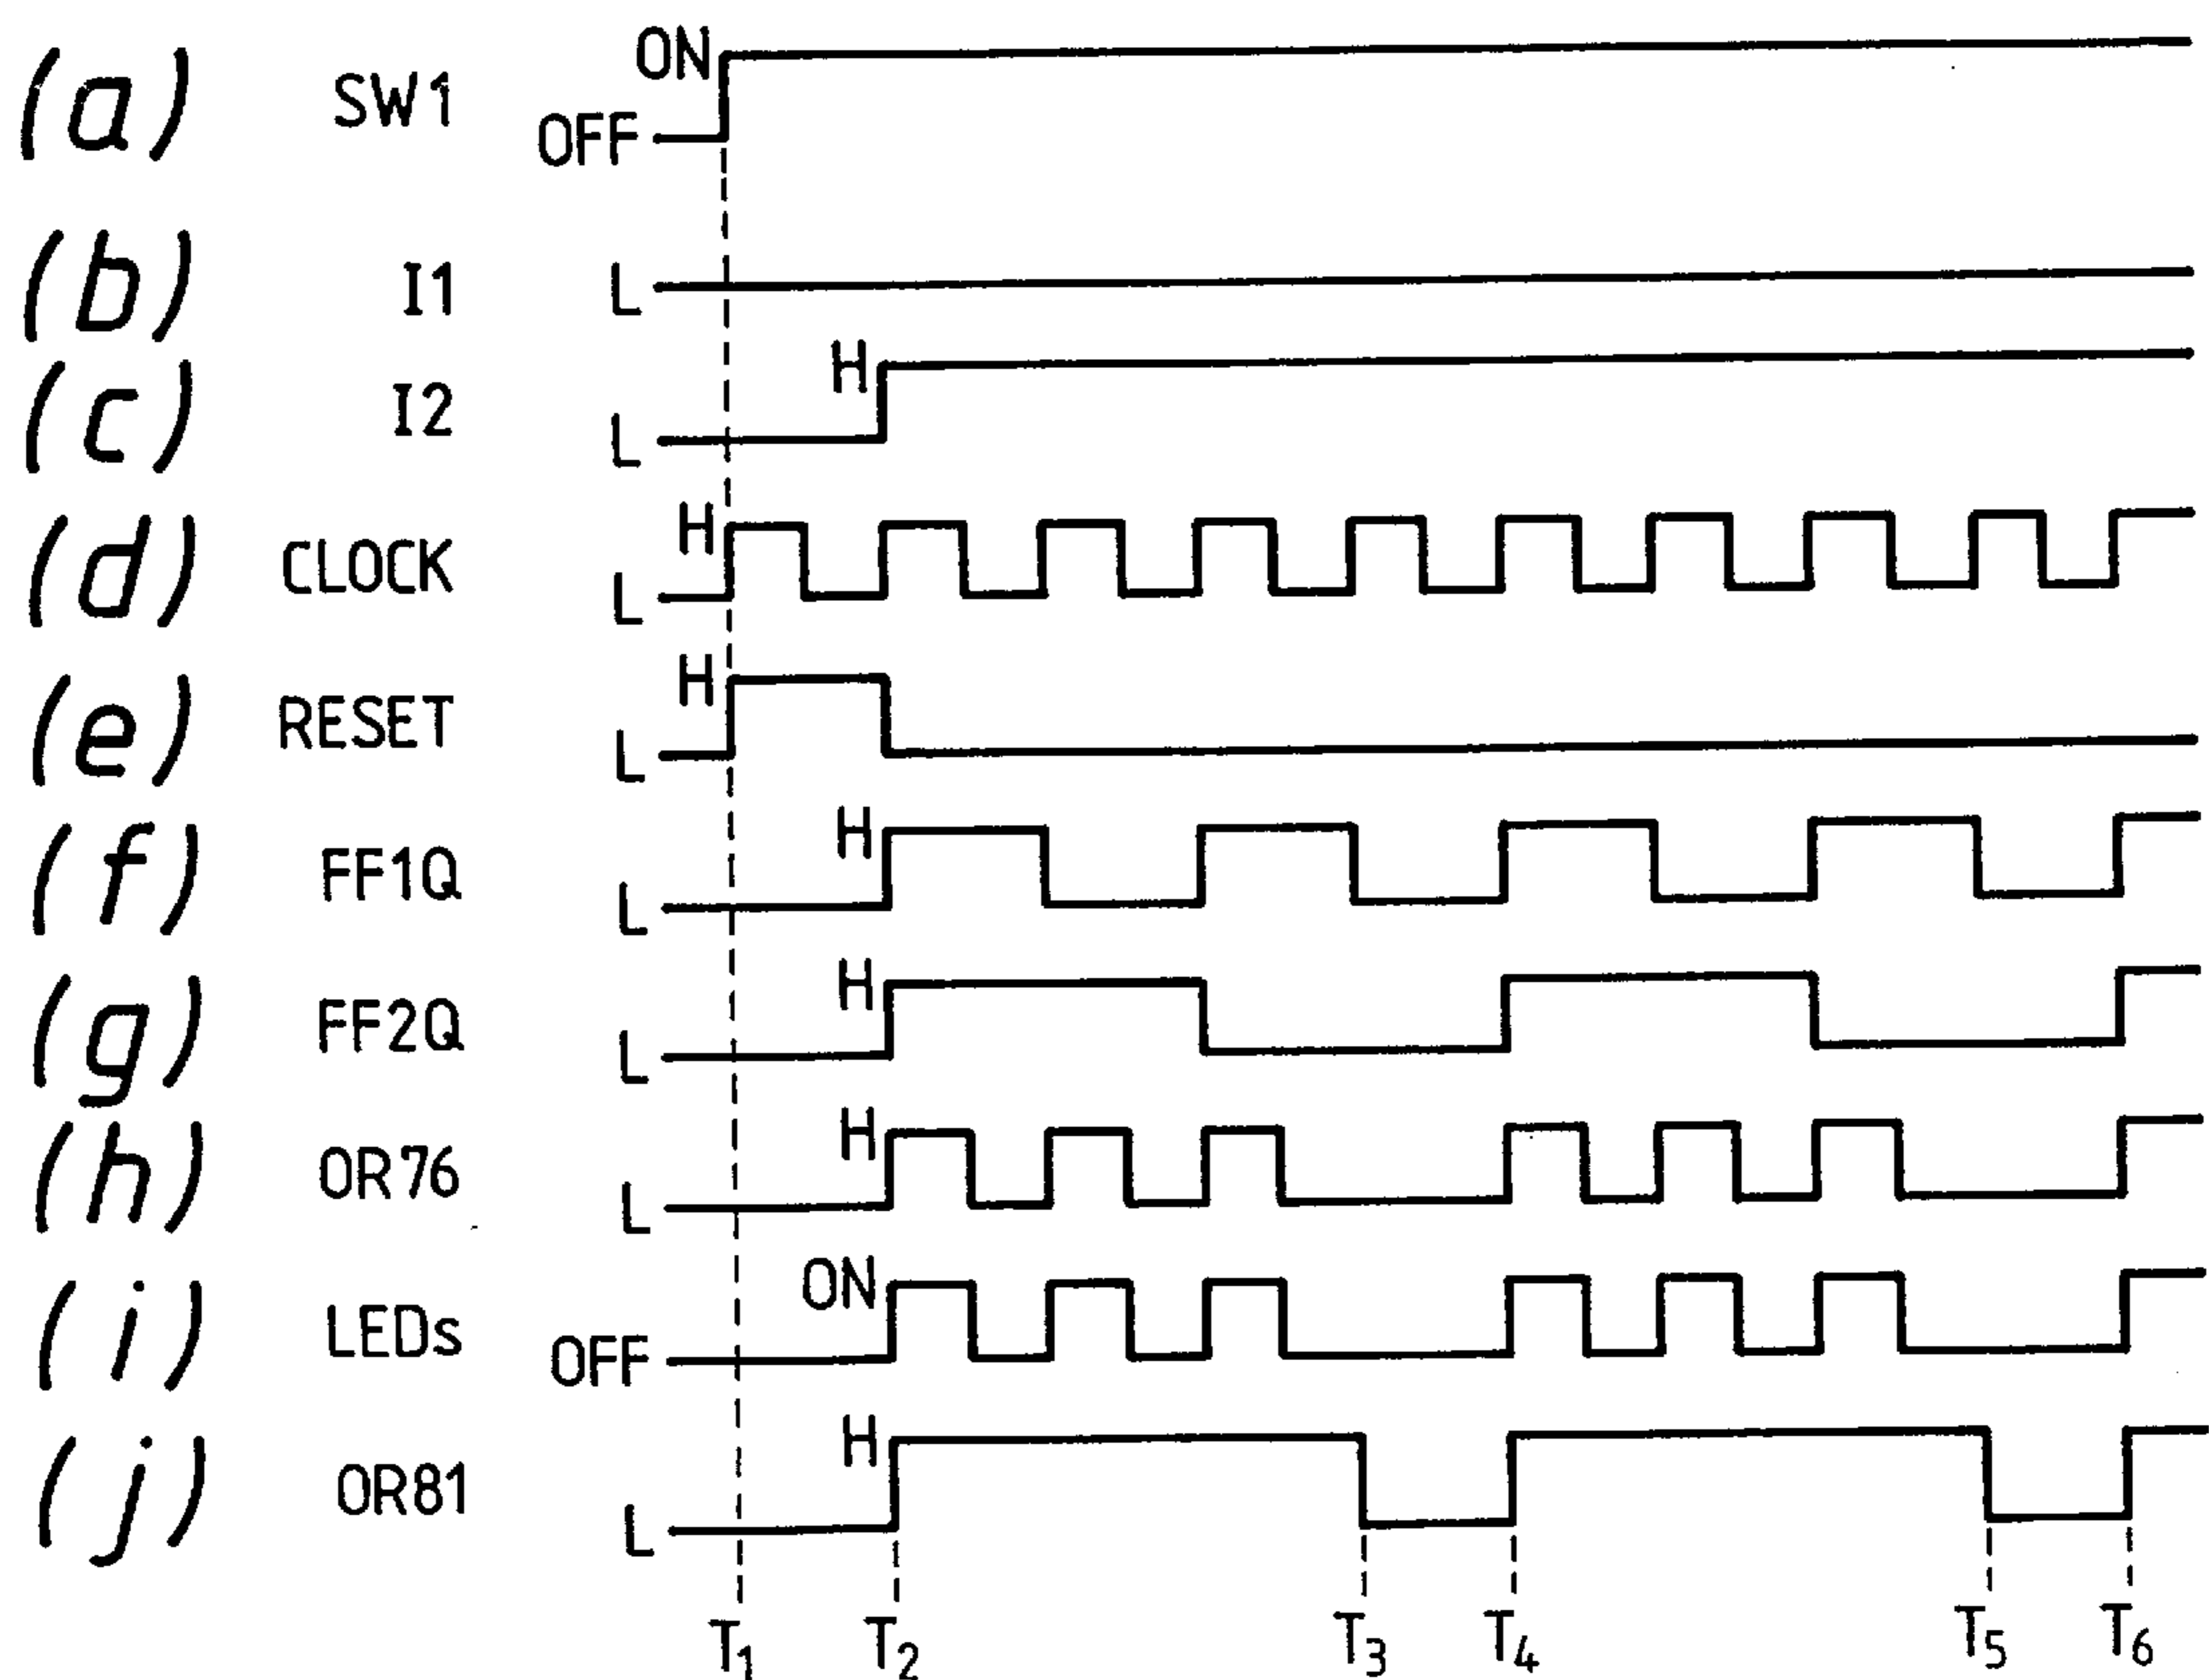 (a) SW1 ON OFF
(b) I1 L
(c) I2 H L
(d) CLOCK H L
(e) RESET H L
(f) FF1Q H L
(g) FF2Q H L
(h) OR76 H L
(i) LEDs ON OFF
(j) OR81 H L
T1 T2 T3 T4 T5 T6